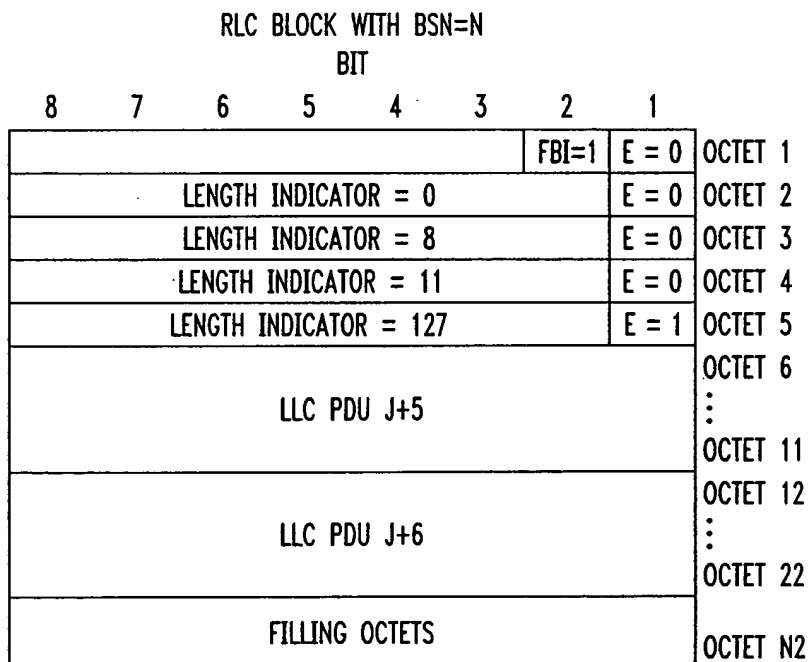 RLC BLOCK WITH BSN=N
BIT
8 7 6 5 4 3 2 1
FBI=1 E = 0 OCTET 1
LENGTH INDICATOR = 0 E = 0 OCTET 2
LENGTH INDICATOR = 8 E = 0 OCTET 3
LENGTH INDICATOR = 11 E = 0 OCTET 4
LENGTH INDICATOR = 127 E = 1 OCTET 5
OCTET 6
LLC PDU J+5
OCTET 11
OCTET 12
LLC PDU J+6
OCTET 22
FILLING OCTETS
OCTET N2